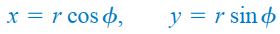 x = r cos ϕ, y = r sin ϕ